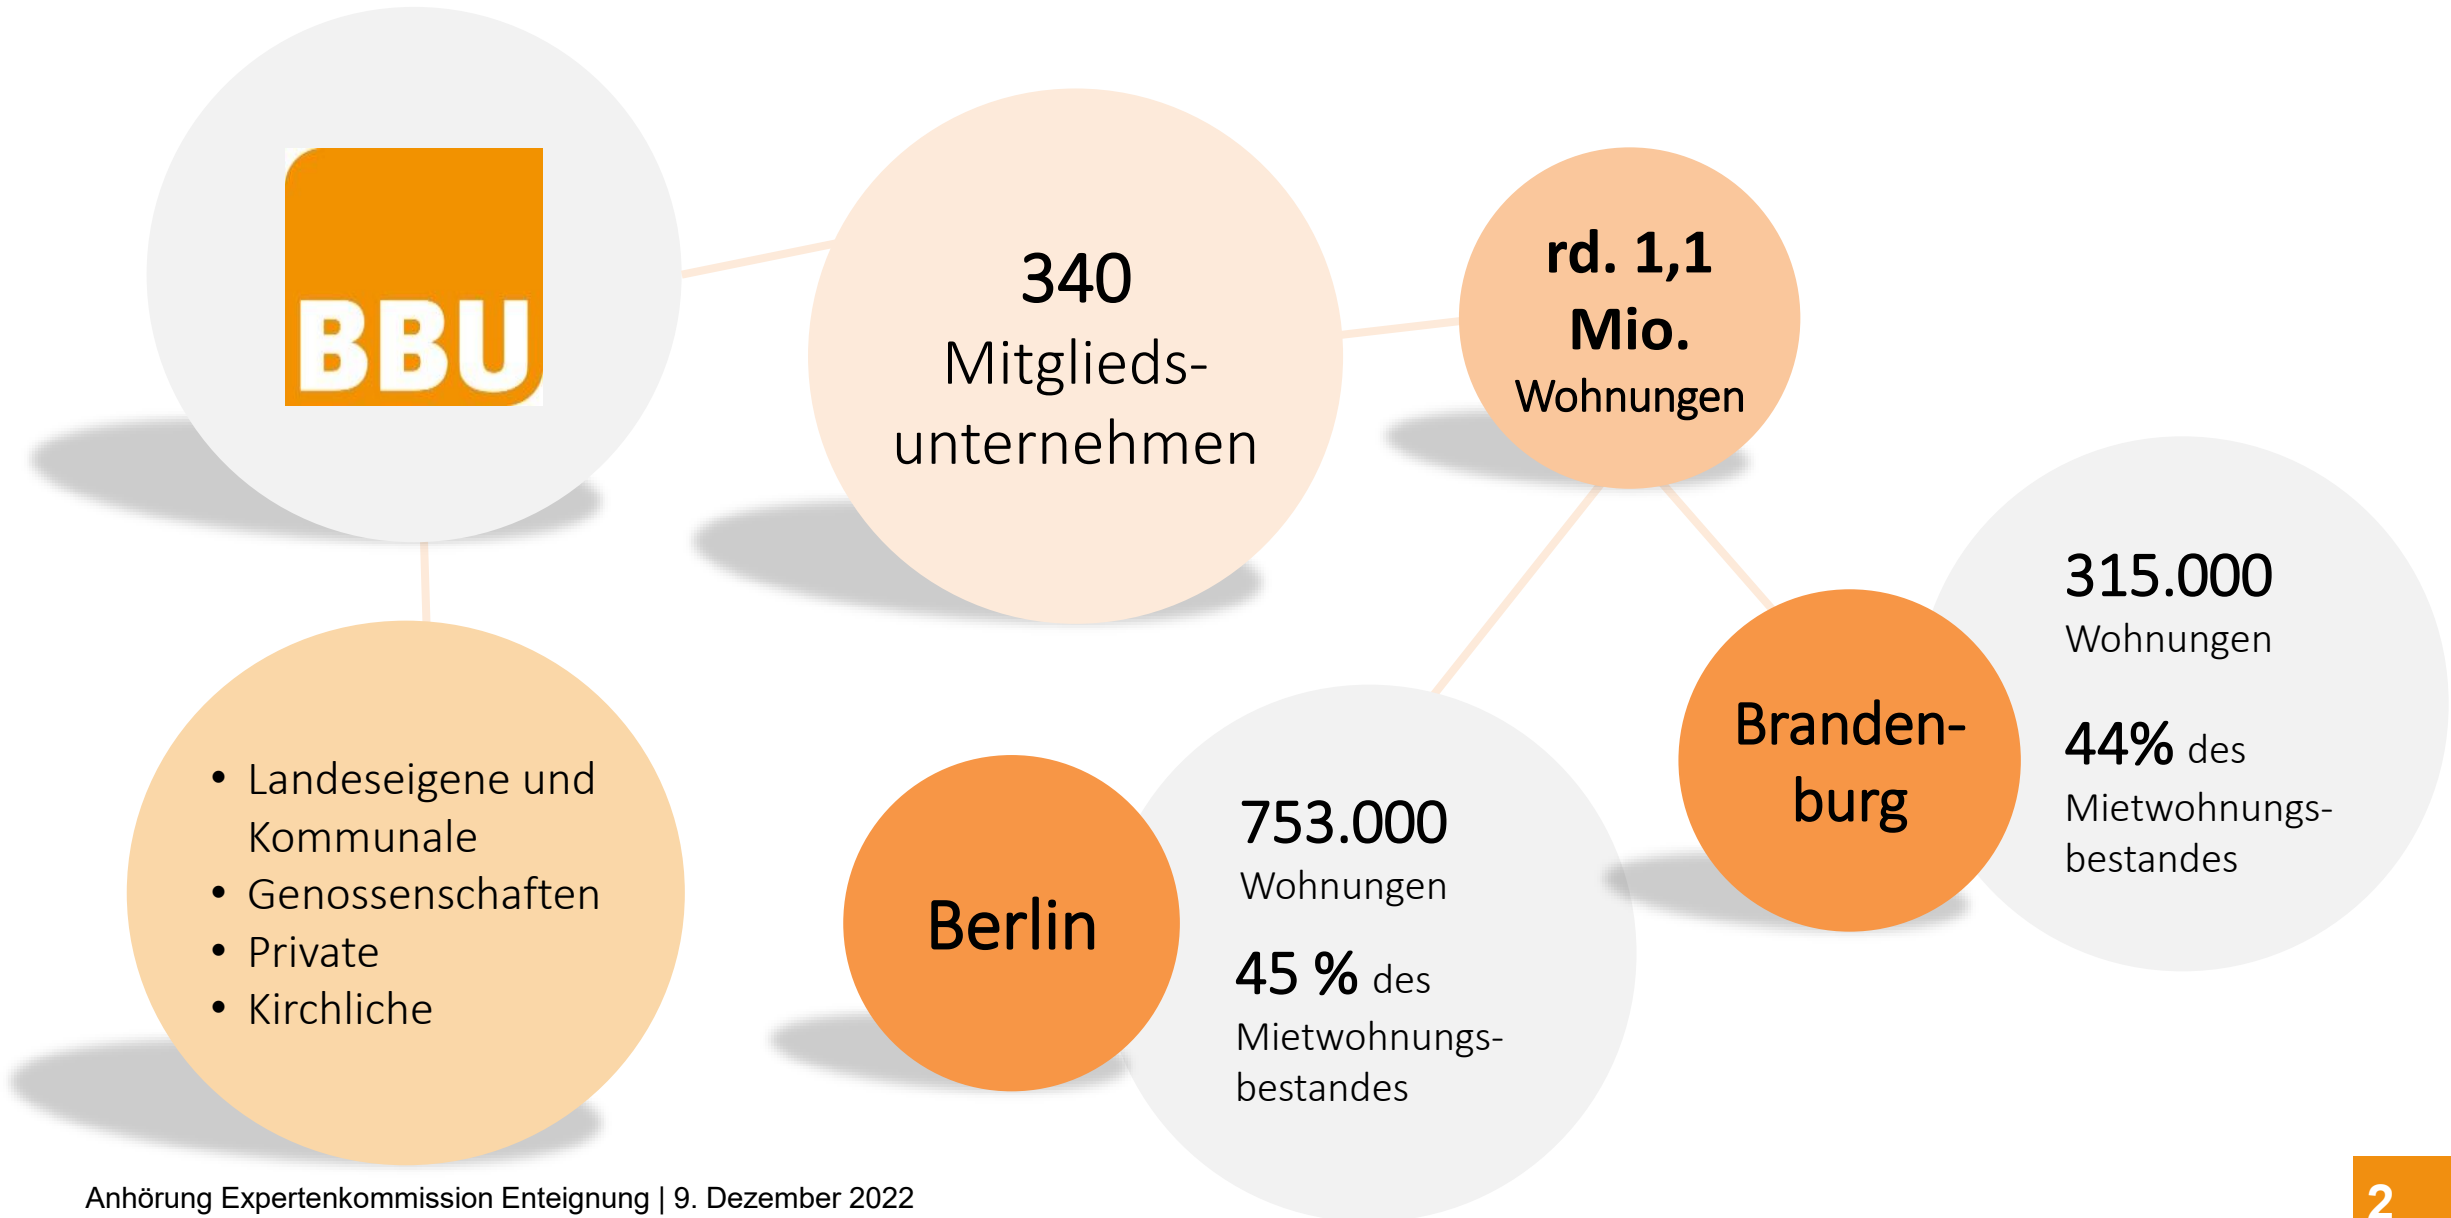 BBU
340
Mitglieds-
unternehmen
rd. 1,1
Mio.
Wohnungen
• Landeseigene und
Kommunale
• Genossenschaften
• Private
• Kirchliche
Berlin
753.000
Wohnungen
45 % des
Mietwohnungs-
bestandes
Branden-
burg
315.000
Wohnungen
44% des
Mietwohnungs-
bestandes
Anhörung Expertenkommission Enteignung | 9. Dezember 2022
2